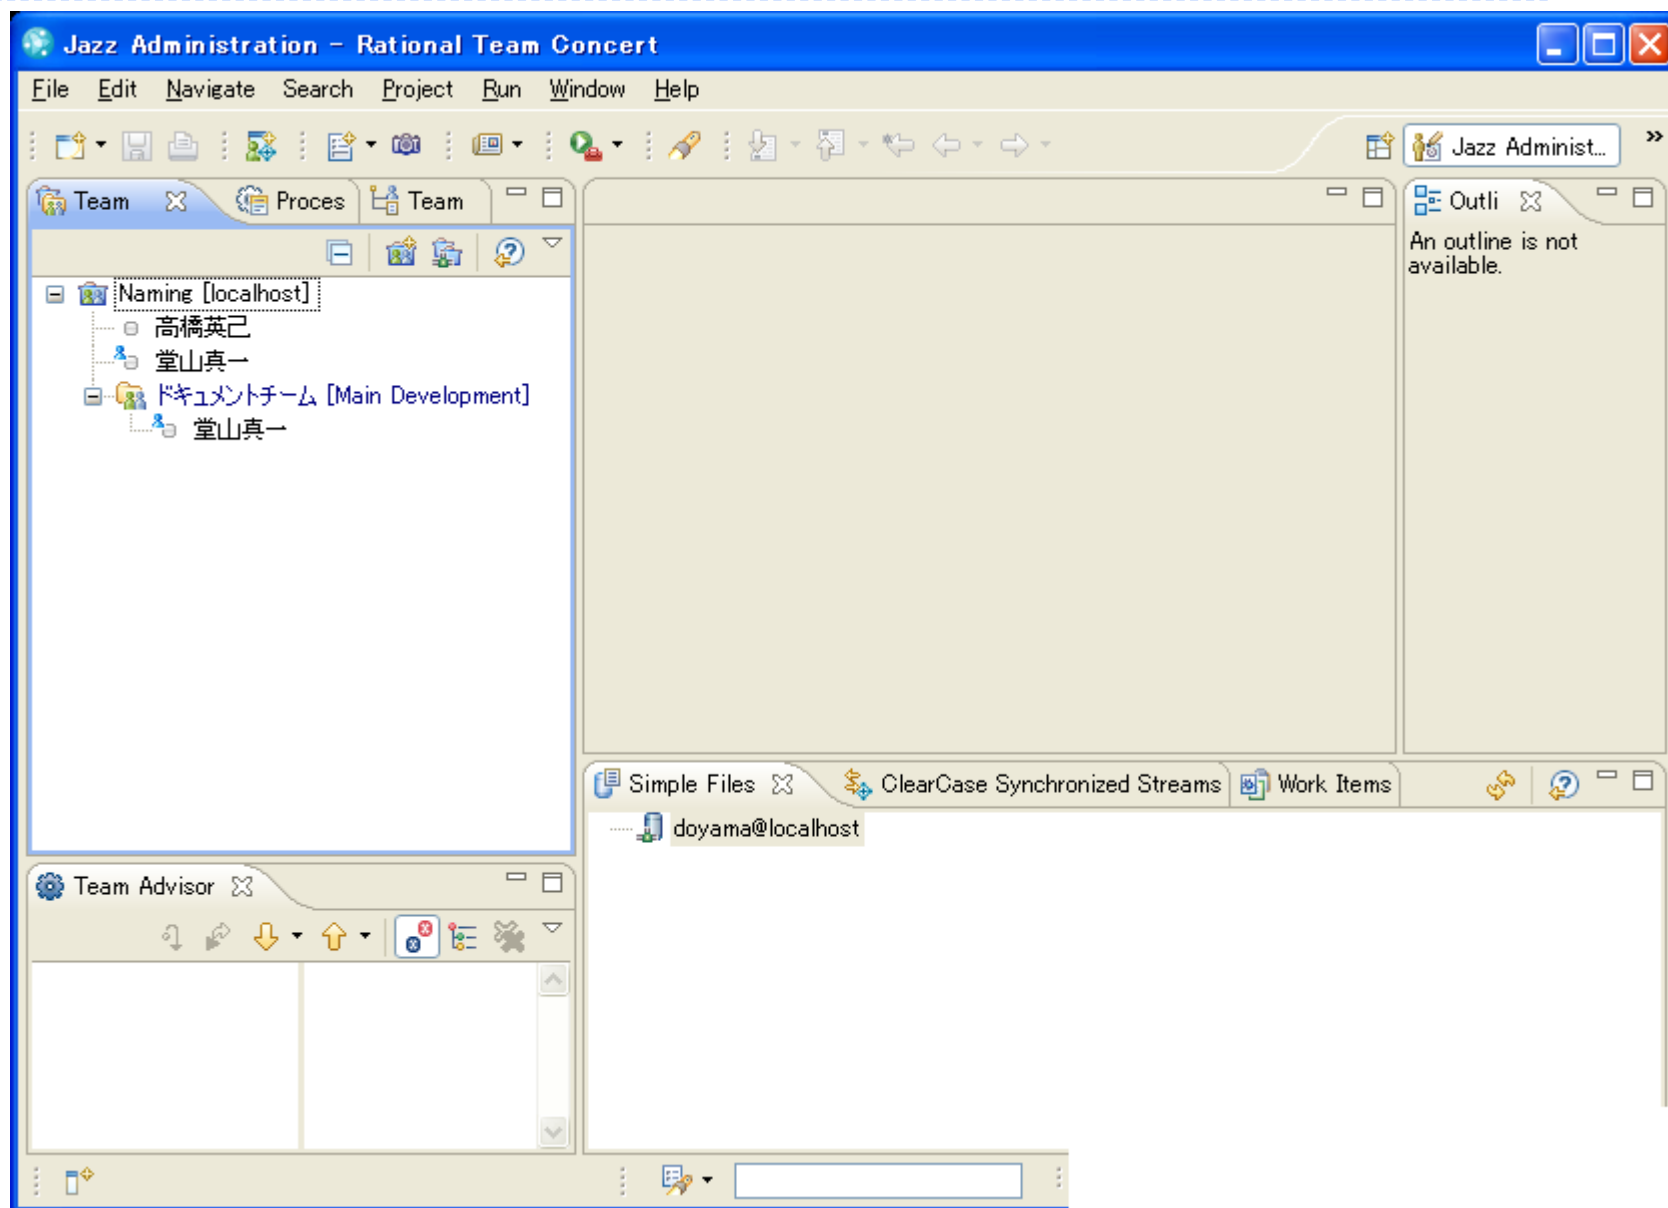 Jazz Administration - Rational Team Concert
File Edit Navigate Search Project Run Window Help
Jazz Administ...
Team Proces Team
Outli
An outline is not
available.
Naming [localhost]
高橋英己
堂山真一
ドキュメントチーム [Main Development]
堂山真一
Simple Files ClearCase Synchronized Streams Work Items
doyama@localhost
Team Advisor